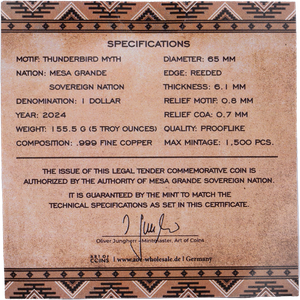 SPECIFICATIONS
MOTIF: THUNDERBIRD MYTH
NATION: MESA GRANDE
SOVEREIGN NATION
DENOMINATION: 1 DOLLAR
YEAR: 2024
WEIGHT: 155.5 G (5 TROY OUNCES)
COMPOSITION: .999 FINE COPPER
DIAMETER: 65 MM
EDGE: REEDED
THICKNESS: 6.1 MM
RELIEF MOTIF: 0.8 MM
RELIEF COA: 0.7 MM
QUALITY: PROOFLIKE
MAX MINTAGE: 1,500 PCS.
THE ISSUE OF THIS LEGAL TENDER COMMEMORATIVE COIN IS
AUTHORIZED BY THE AUTHORITY OF MESA GRANDE SOVEREIGN NATION.
IT IS GUARANTEED BY THE MINT TO MATCH THE
TECHNICAL SPECIFICATIONS AS SET IN THIS CERTIFICATE.
Oliver Jungherr - Mintmaster, Art of Coins
ART OF COINS | www.aoc-wholesale.de | Germany